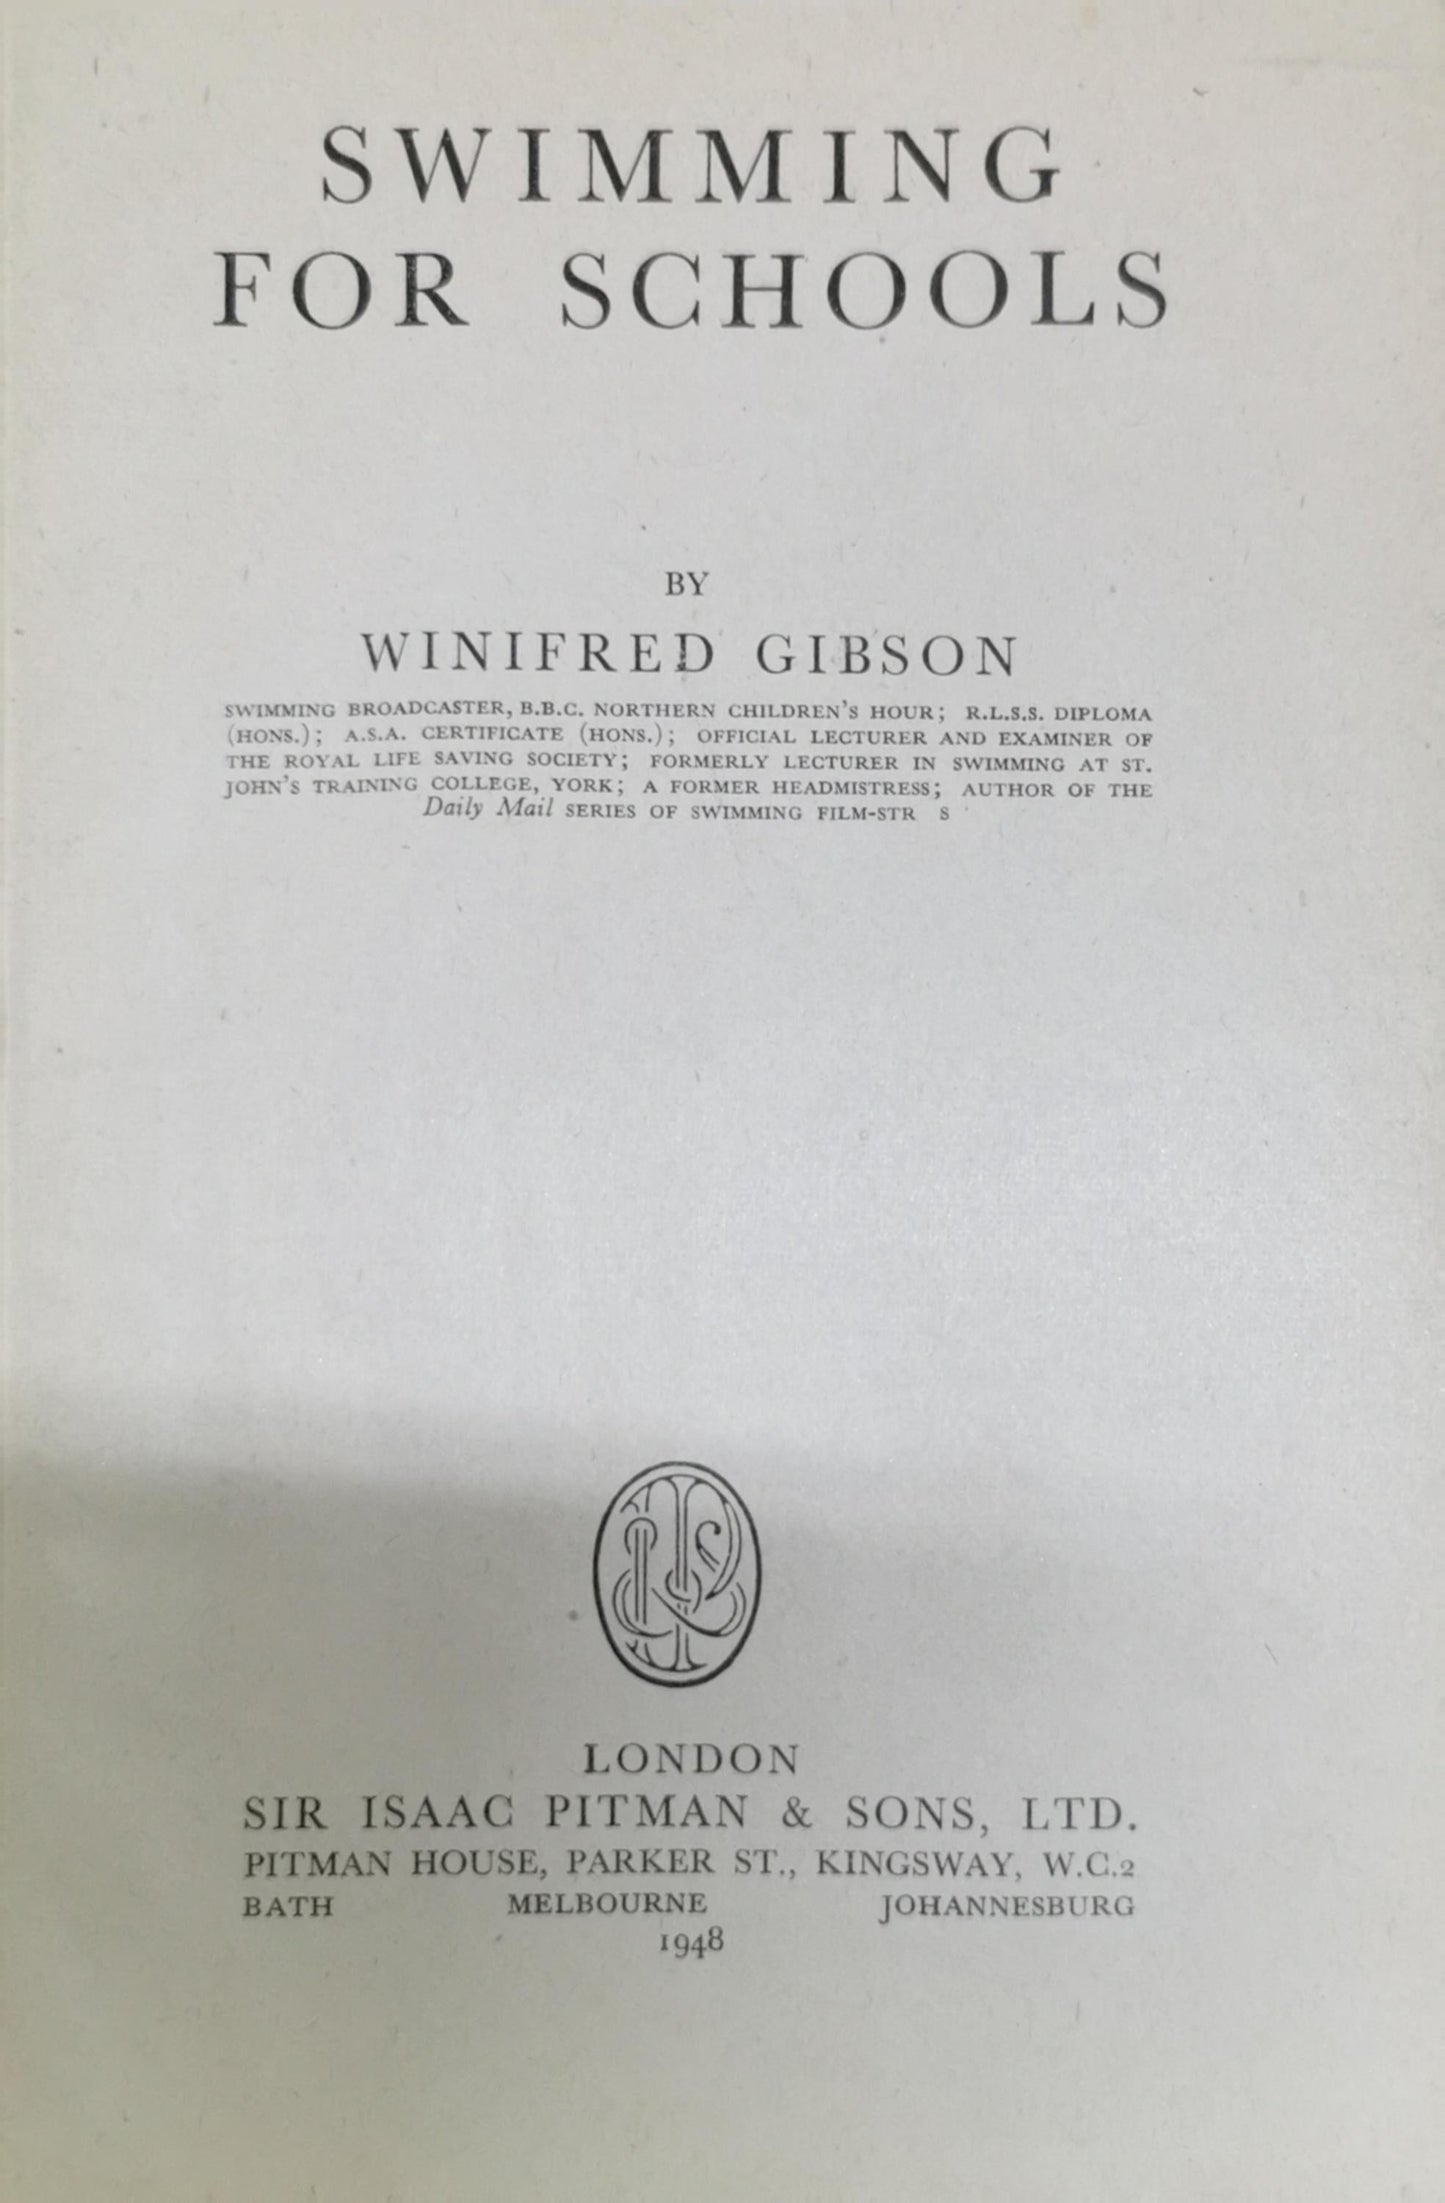 SWIMMING
FOR SCHOOLS
BY
WINIFRED GIBSON
SWIMMING BROADCASTER, B.B.C. NORTHERN CHILDREN'S HOUR; R.L.S.S. DIPLOMA
(HONS.); A.S.A. CERTIFICATE (HONS.); OFFICIAL LECTURER AND EXAMINER OF
THE ROYAL LIFE SAVING SOCIETY; FORMERLY LECTURER IN SWIMMING AT ST.
JOHN'S TRAINING COLLEGE, YORK; A FORMER HEADMISTRESS; AUTHOR OF THE
Daily Mail SERIES OF SWIMMING FILM-STR S
LONDON
SIR ISAAC PITMAN & SONS, LTD.
PITMAN HOUSE, PARKER ST., KINGSWAY, W.C.2
BATH MELBOURNE JOHANNESBURG
1948